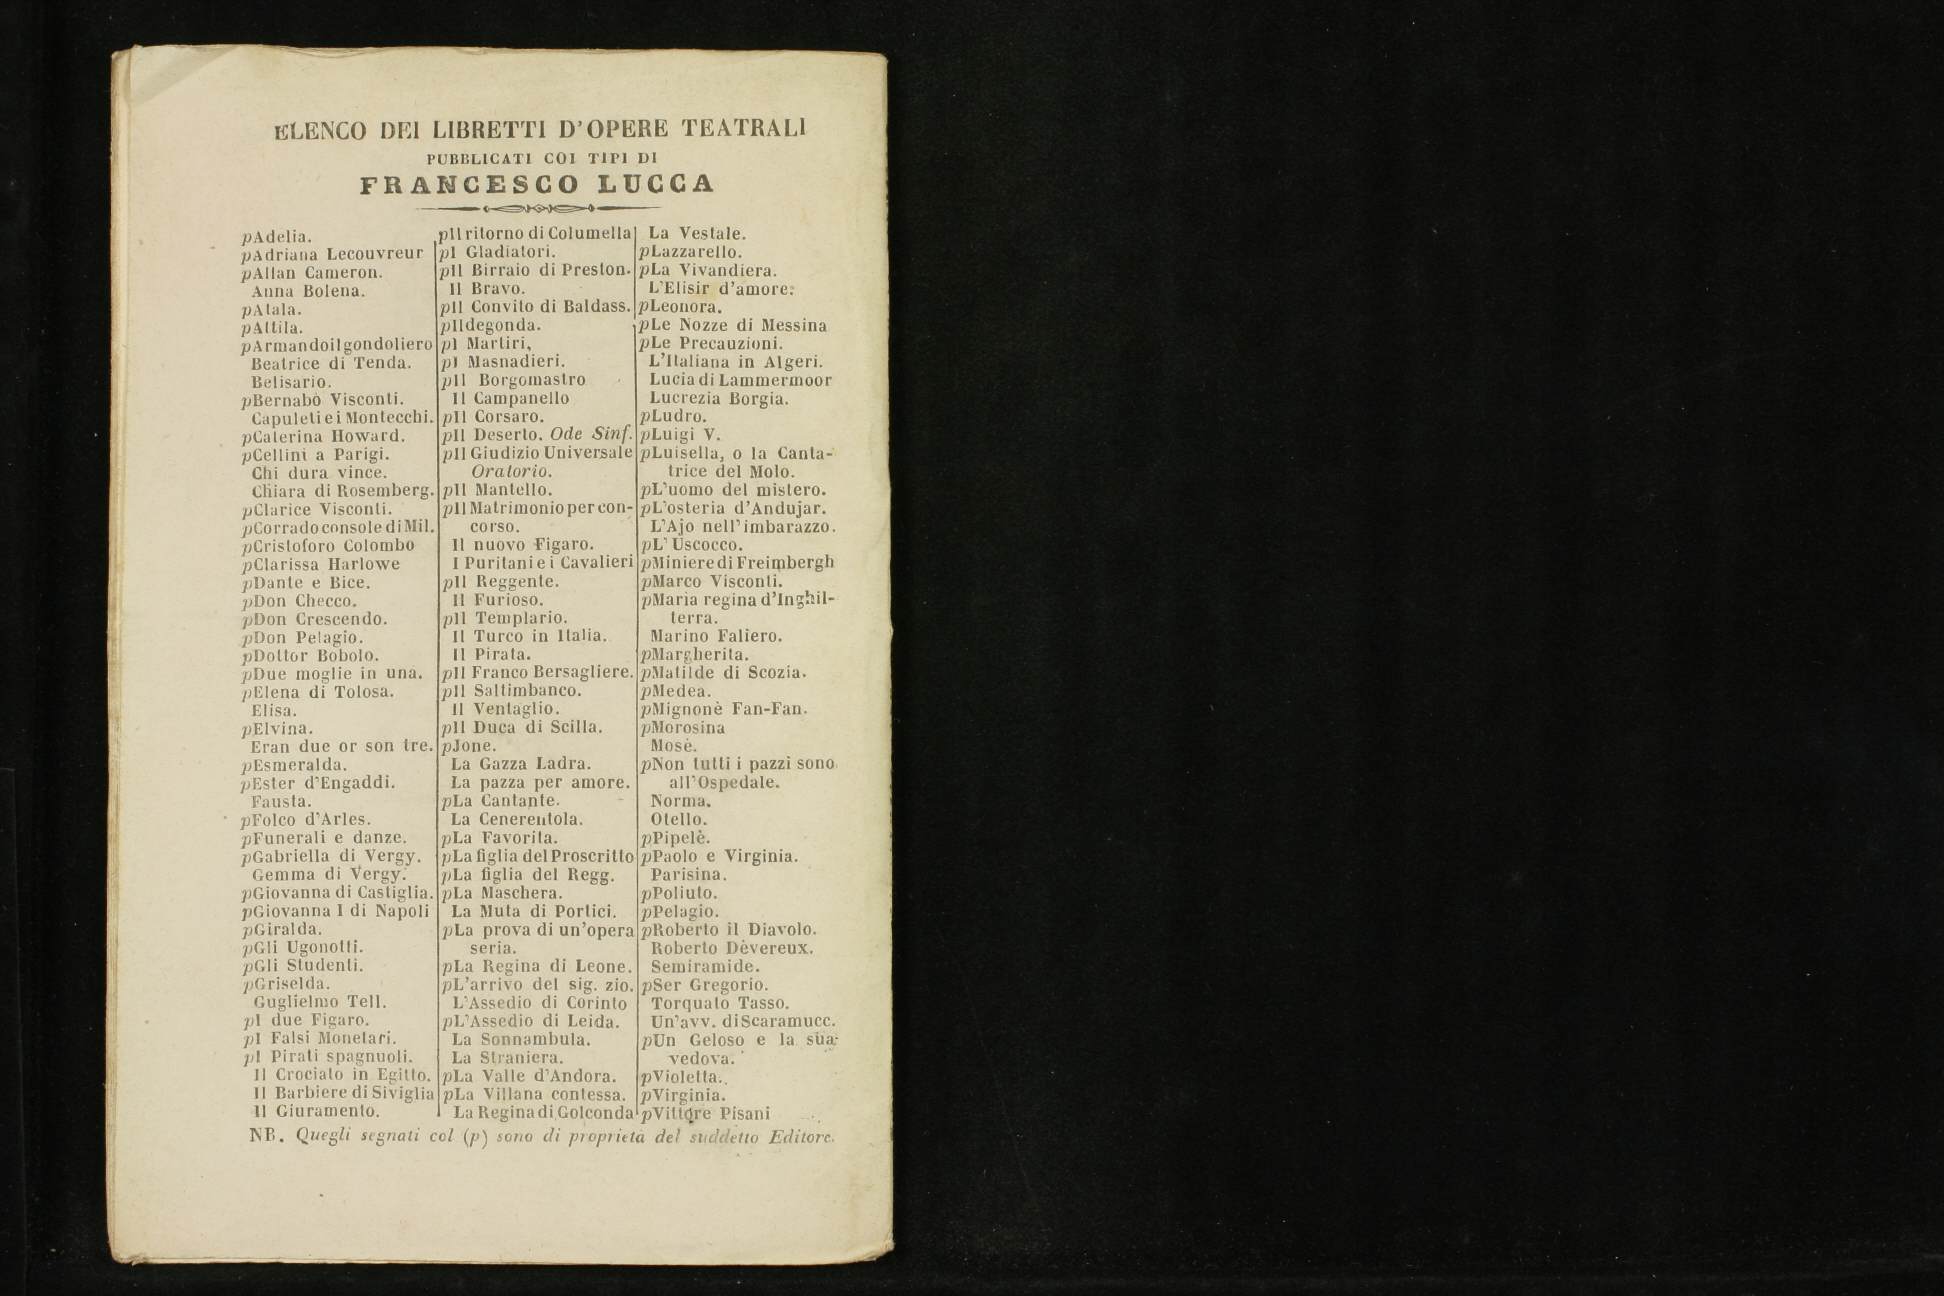 ELENCO DEI LIBRETTI D'OPERE TEATRALI
PUBBLICATI COI TIPI DI
FRANCESCO LUCCA
pAdelia.
pAdriana Lecouvreur
pAllan Cameron.
Anna Bolena.
pAtala.
pAttila.
pArmandoilgondoliero
Beatrice di Tenda.
Belisario.
pBernabò Visconti.
Capuleti e i Montecchi.
pCaterina Howard.
pCellini a Parigi.
Chi dura vince.
Chiara di Rosemberg.
pClarice Visconti.
pCorrado console di Mil.
pCristoforo Colombo
pClarissa Harlowe
pDante e Bice.
pDon Checco.
pDon Crescendo.
pDon Pelagio.
pDottor Bobolo.
pDue moglie in una.
pElena di Tolosa.
Elisa.
pElvina.
Eran due or son tre.
pEsmeralda.
pEster d'Engaddi.
Fausta.
pFolco d'Arles.
pFunerali e danze.
pGabriella di Vergy.
Gemma di Vergy.
pGiovanna di Castiglia.
pGiovanna I di Napoli
pGiralda.
pGli Ugonotti.
pGli Studenti.
pGriselda.
Guglielmo Tell.
pI due Figaro.
pI Falsi Monetari.
pI Pirati spagnuoli.
Il Crociato in Egitto.
Il Barbiere di Siviglia
Il Giuramento.
pIl ritorno di Columella
pI Gladiatori.
pIl Birraio di Preston.
Il Bravo.
pIl Convito di Baldass.
pIldegonda.
pI Martiri,
pI Masnadieri.
pIl Borgomastro
Il Campanello
pIl Corsaro.
pIl Deserto. Ode Sinf.
pIl Giudizio Universale
Oratorio.
pIl Mantello.
pIl Matrimonio per con-
corso.
Il nuovo Figaro.
I Puritani e i Cavalieri
pIl Reggente.
Il Furioso.
pIl Templario.
Il Turco in Italia.
Il Pirata.
pIl Franco Bersagliere.
pIl Saltimbanco.
Il Ventaglio.
pIl Duca di Scilla.
pJone.
La Gazza Ladra.
La pazza per amore.
pLa Cantante.
La Cenerentola.
pLa Favorita.
pLa figlia del Proscritto
pLa figlia del Regg.
pLa Maschera.
La Muta di Portici.
pLa prova di un'opera
seria.
pLa Regina di Leone.
pL'arrivo del sig. zio.
L'Assedio di Corinto
pL'Assedio di Leida.
La Sonnambula.
La Straniera.
pLa Valle d'Andora.
pLa Villana contessa.
La Regina di Golconda
La Vestale.
pLazzarello.
pLa Vivandiera.
L'Elisir d'amore.
pLeonora.
pLe Nozze di Messina
pLe Precauzioni.
L'Italiana in Algeri.
Lucia di Lammermoor
Lucrezia Borgia.
pLudro.
pLuigi V.
pLuisella, o la Canta-
trice del Molo.
pL'uomo del mistero.
pL'osteria d'Andujar.
L'Ajo nell'imbarazzo.
pL'Uscocco.
pMiniere di Freimbergh
pMarco Visconti.
pMaria regina d'Inghil-
terra.
Marino Faliero.
pMargherita.
pMatilde di Scozia.
pMedea.
pMignonè Fan-Fan.
pMorosina
Mosè.
pNon tutti i pazzi sono
all'Ospedale.
Norma.
Otello.
pPipelè.
pPaolo e Virginia.
Parisina.
pPoliuto.
pPelagio.
pRoberto il Diavolo.
Roberto Dèvereux.
Semiramide.
pSer Gregorio.
Torquato Tasso.
Un'avv. di Scaramucc.
pUn Geloso e la sua
vedova.
pVioletta.
pVirginia.
pVittore Pisani
NB. Quegli segnati col (p) sono di proprietà del suddetto Editore.